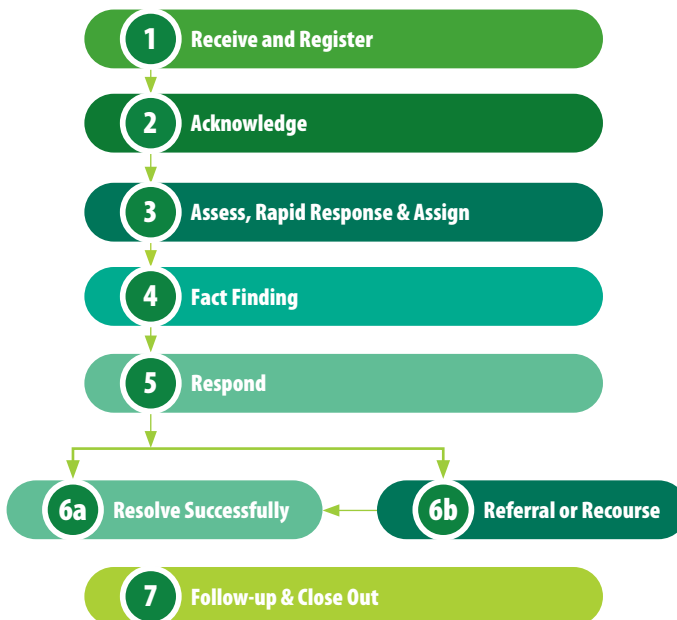 1 Receive and Register
2 Acknowledge
3 Assess, Rapid Response & Assign
4 Fact Finding
5 Respond
6a Resolve Successfully
6b Referral or Recourse
7 Follow-up & Close Out